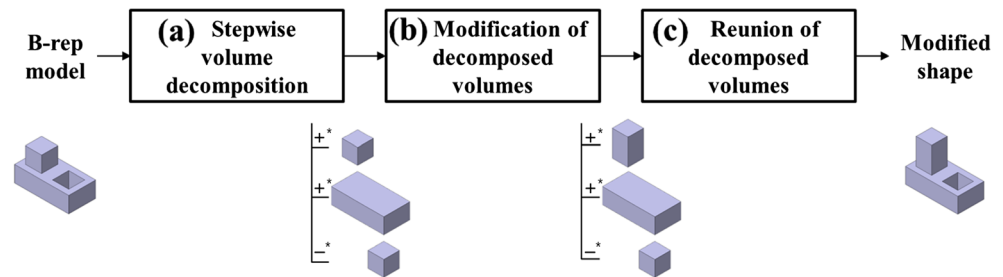 B-rep
model
(a) Stepwise
volume
decomposition
(b) Modification of
decomposed
volumes
(c) Reunion of
decomposed
volumes
Modified
shape
+*
+*
−*
+*
+*
−*